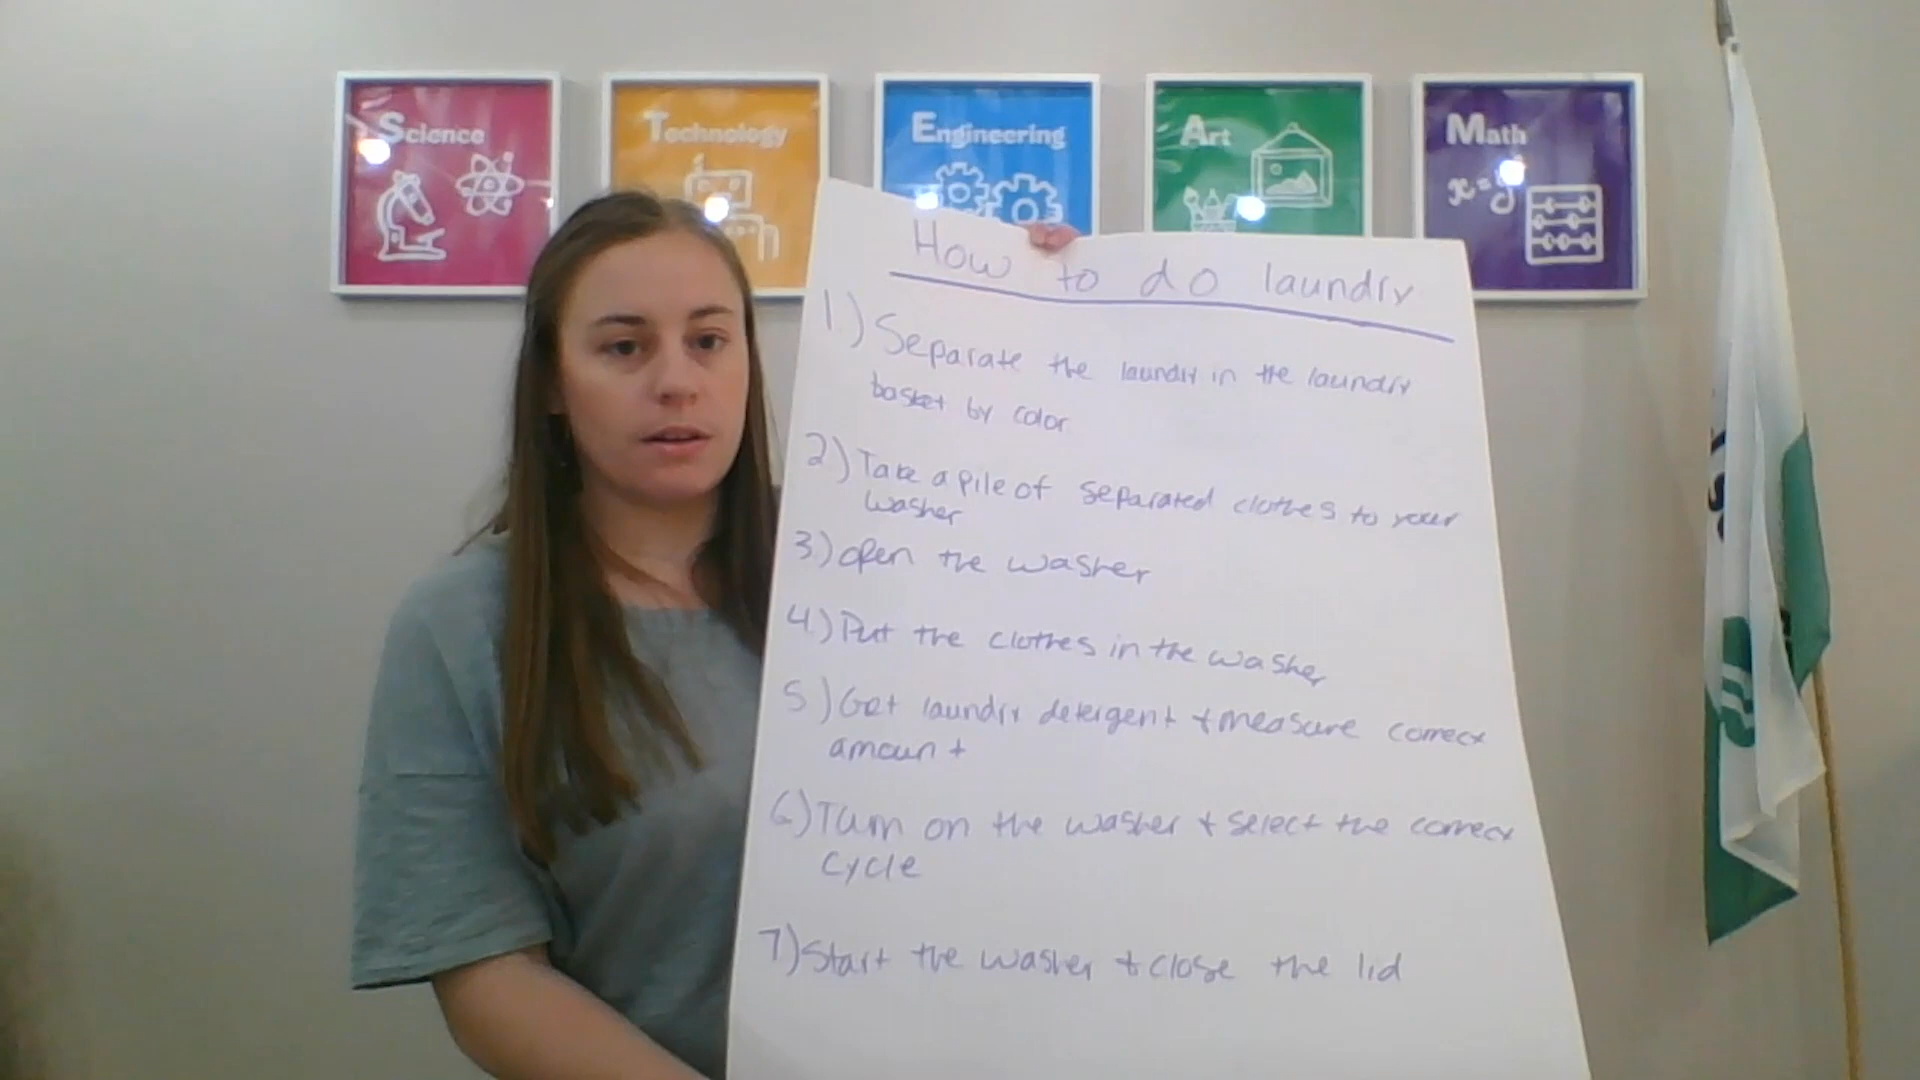 Science
Technology
Engineering
Art
Math
x=y
How to do laundry
1.) Separate the laundry in the laundry
basket by color
2) Take a pile of separated clothes to your
washer
3.) open the washer
4.) Put the clothes in the washer
5.) Get laundry detergent + measure correct
amount
6.) Turn on the washer + select the correct
cycle
7.) Start the washer + close the lid